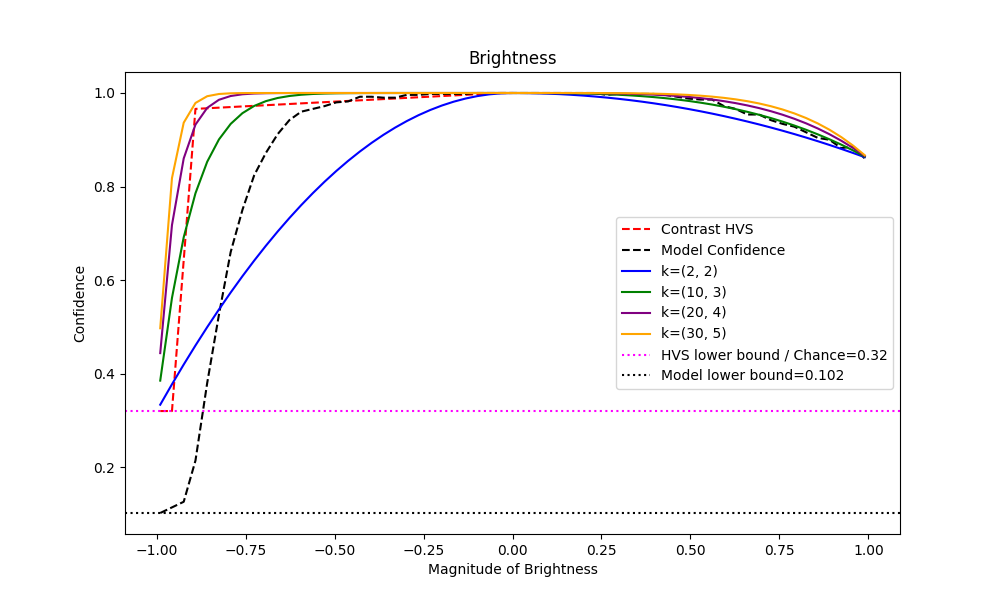 Brightness
1.0
0.8
0.6
0.4
0.2
Confidence
Contrast HVS
Model Confidence
k=(2, 2)
k=(10, 3)
k=(20, 4)
k=(30, 5)
HVS lower bound / Chance=0.32
Model lower bound=0.102
−1.00 −0.75 −0.50 −0.25 0.00 0.25 0.50 0.75 1.00
Magnitude of Brightness